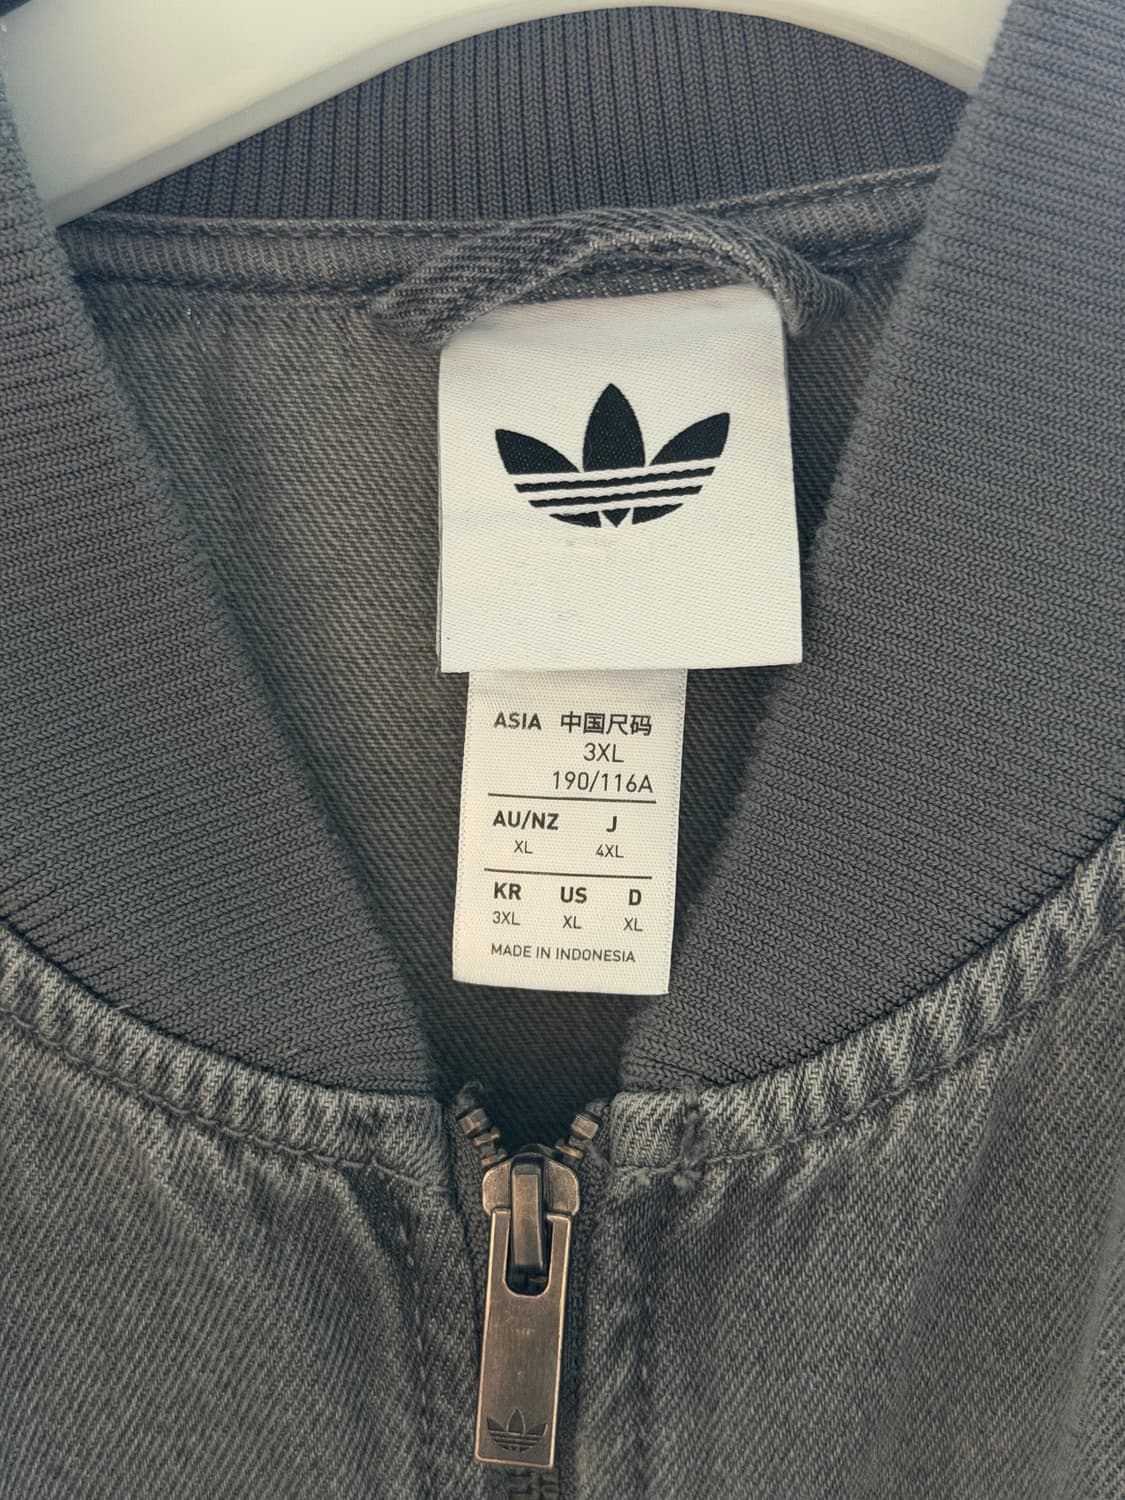 ASIA 中国尺码
3XL
190/116A
AU/NZ J
XL 4XL
KR US D
3XL XL XL
MADE IN INDONESIA